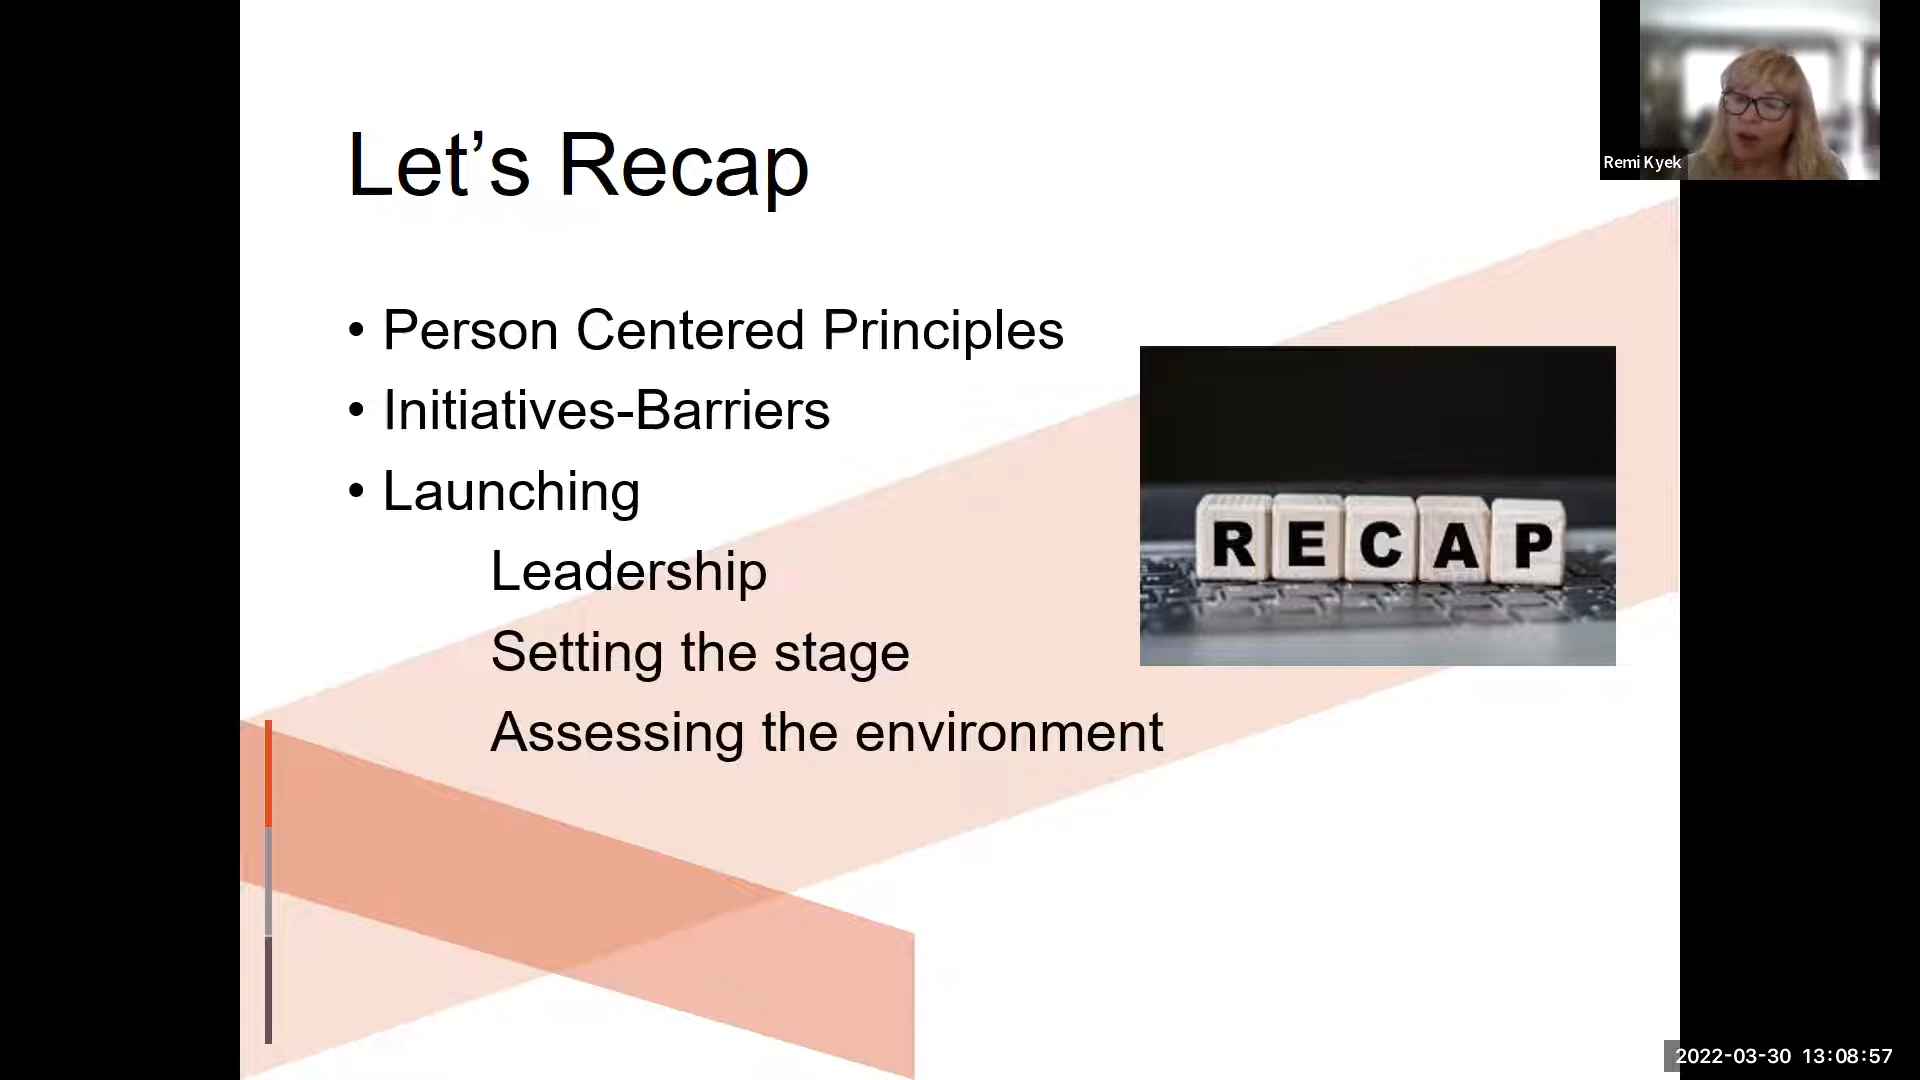 Let’s Recap
• Person Centered Principles
• Initiatives-Barriers
• Launching
Leadership
Setting the stage
Assessing the environment
RECAP
Remi Kyek
2022-03-30 13:08:57